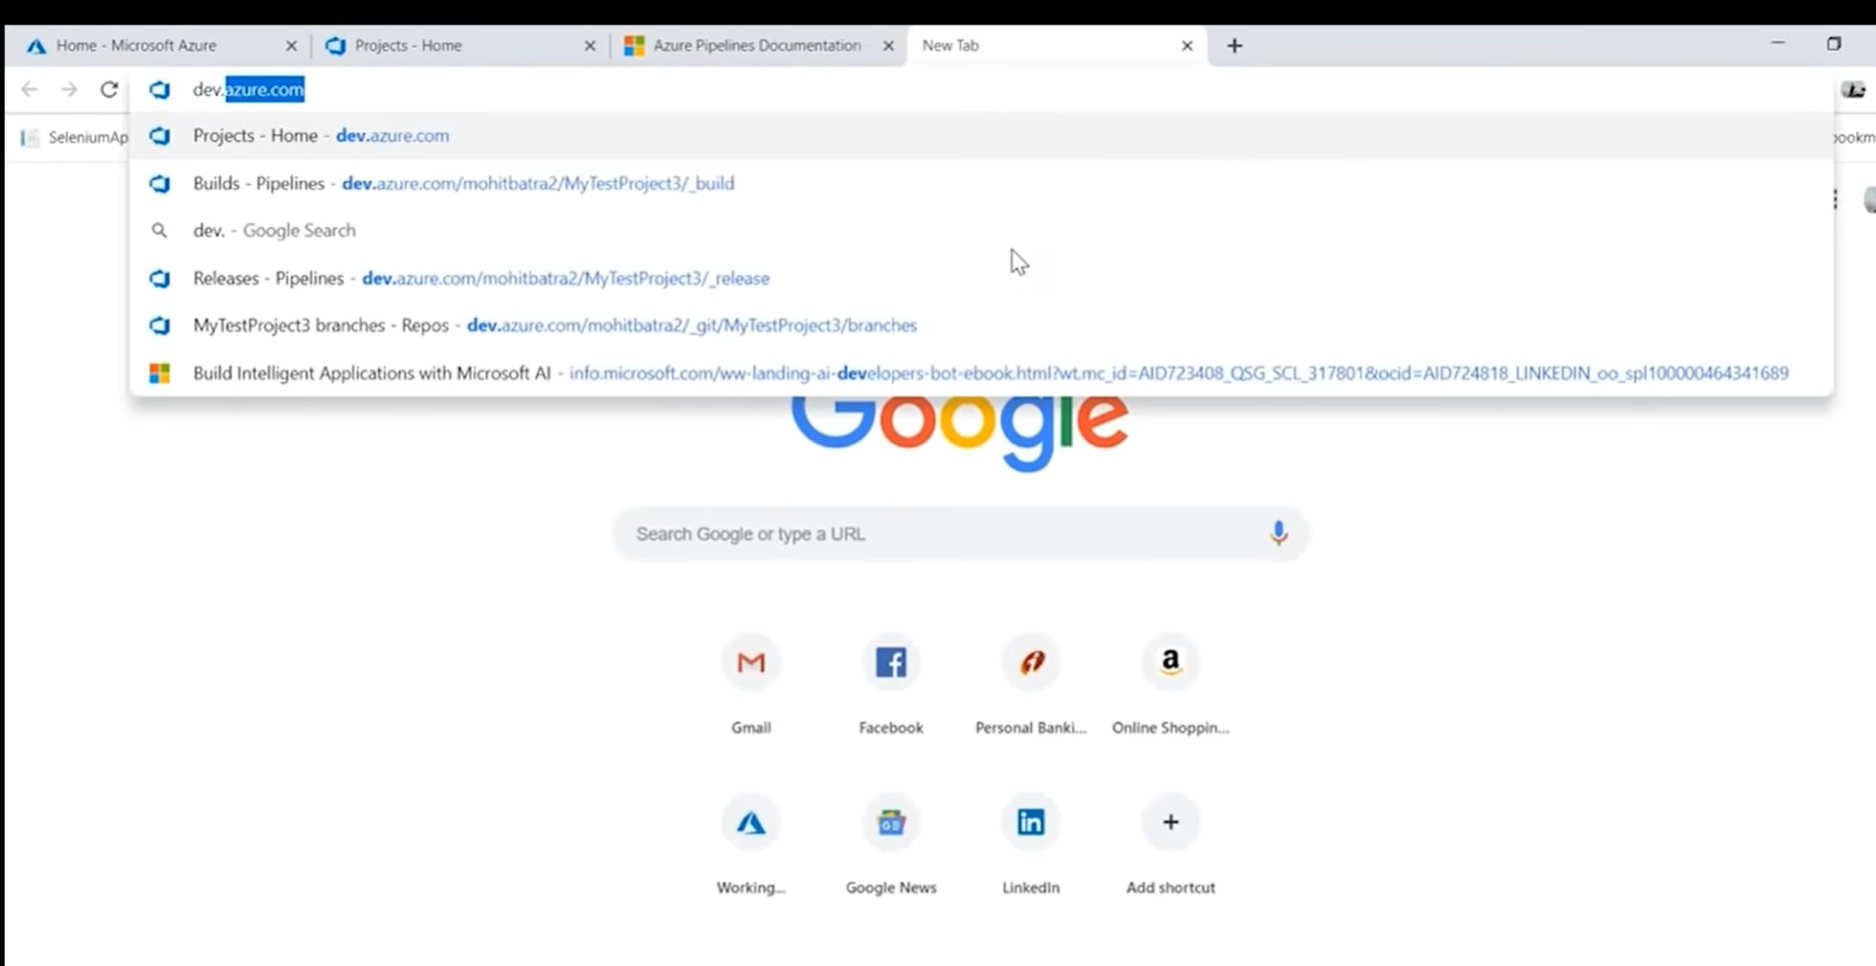 Home - Microsoft Azure
Projects - Home
Azure Pipelines Documentation
New Tab
dev.azure.com
SeleniumAp
Projects - Home - dev.azure.com
Builds - Pipelines - dev.azure.com/mohitbatra2/MyTestProject3/_build
dev. - Google Search
Releases - Pipelines - dev.azure.com/mohitbatra2/MyTestProject3/_release
MyTestProject3 branches - Repos - dev.azure.com/mohitbatra2/_git/MyTestProject3/branches
Build Intelligent Applications with Microsoft AI - info.microsoft.com/ww-landing-ai-developers-bot-ebook.html?wt.mc_id=AID723408_QSG_SCL_317801&ocid=AID724818_LINKEDIN_oo_spl100000464341689
Google
Search Google or type a URL
Gmail
Facebook
Personal Banki...
Online Shoppin...
Working...
Google News
LinkedIn
Add shortcut